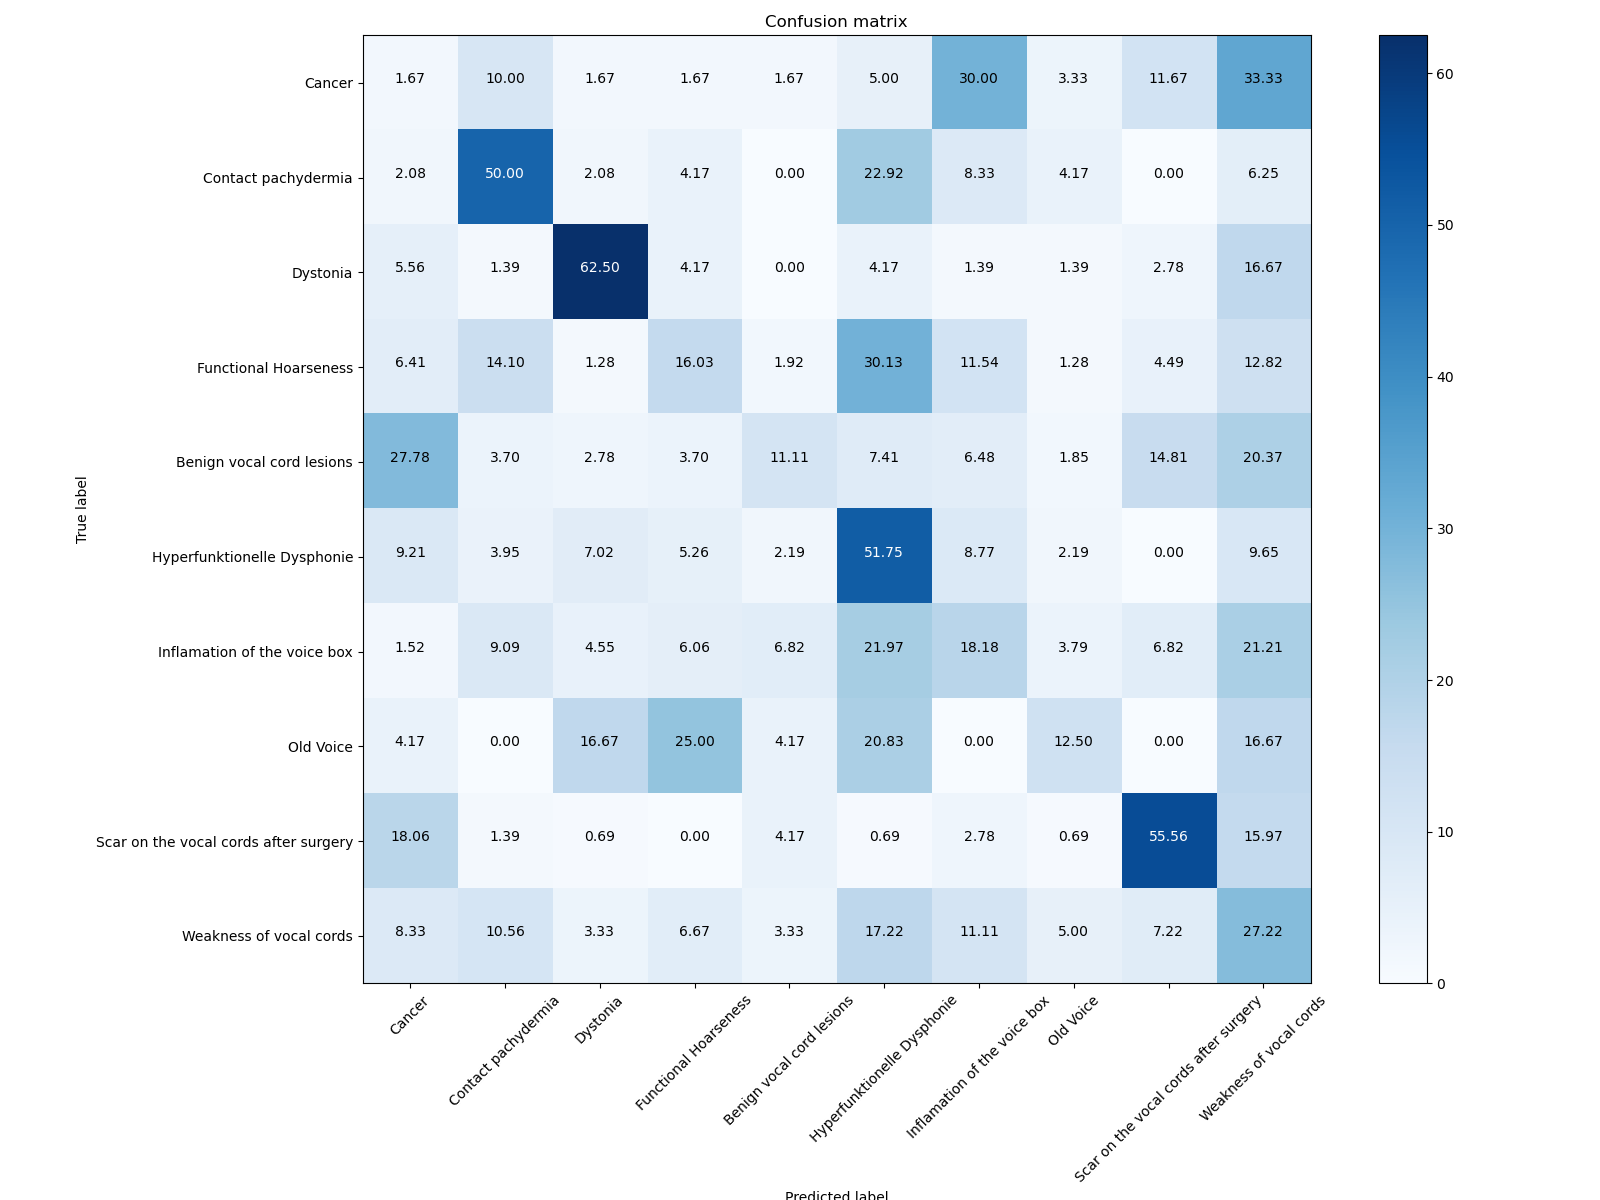 Confusion matrix
Cancer 1.67 10.00 1.67 1.67 1.67 5.00 30.00 3.33 11.67 33.33
Contact pachydermia 2.08 50.00 2.08 4.17 0.00 22.92 8.33 4.17 0.00 6.25
Dystonia 5.56 1.39 62.50 4.17 0.00 4.17 1.39 1.39 2.78 16.67
Functional Hoarseness 6.41 14.10 1.28 16.03 1.92 30.13 11.54 1.28 4.49 12.82
Benign vocal cord lesions 27.78 3.70 2.78 3.70 11.11 7.41 6.48 1.85 14.81 20.37
Hyperfunktionelle Dysphonie 9.21 3.95 7.02 5.26 2.19 51.75 8.77 2.19 0.00 9.65
Inflamation of the voice box 1.52 9.09 4.55 6.06 6.82 21.97 18.18 3.79 6.82 21.21
Old Voice 4.17 0.00 16.67 25.00 4.17 20.83 0.00 12.50 0.00 16.67
Scar on the vocal cords after surgery 18.06 1.39 0.69 0.00 4.17 0.69 2.78 0.69 55.56 15.97
Weakness of vocal cords 8.33 10.56 3.33 6.67 3.33 17.22 11.11 5.00 7.22 27.22
True label
Cancer
Contact pachydermia
Dystonia
Functional Hoarseness
Benign vocal cord lesions
Hyperfunktionelle Dysphonie
Inflamation of the voice box
Old Voice
Scar on the vocal cords after surgery
Weakness of vocal cords
Predicted label
60
50
40
30
20
10
0